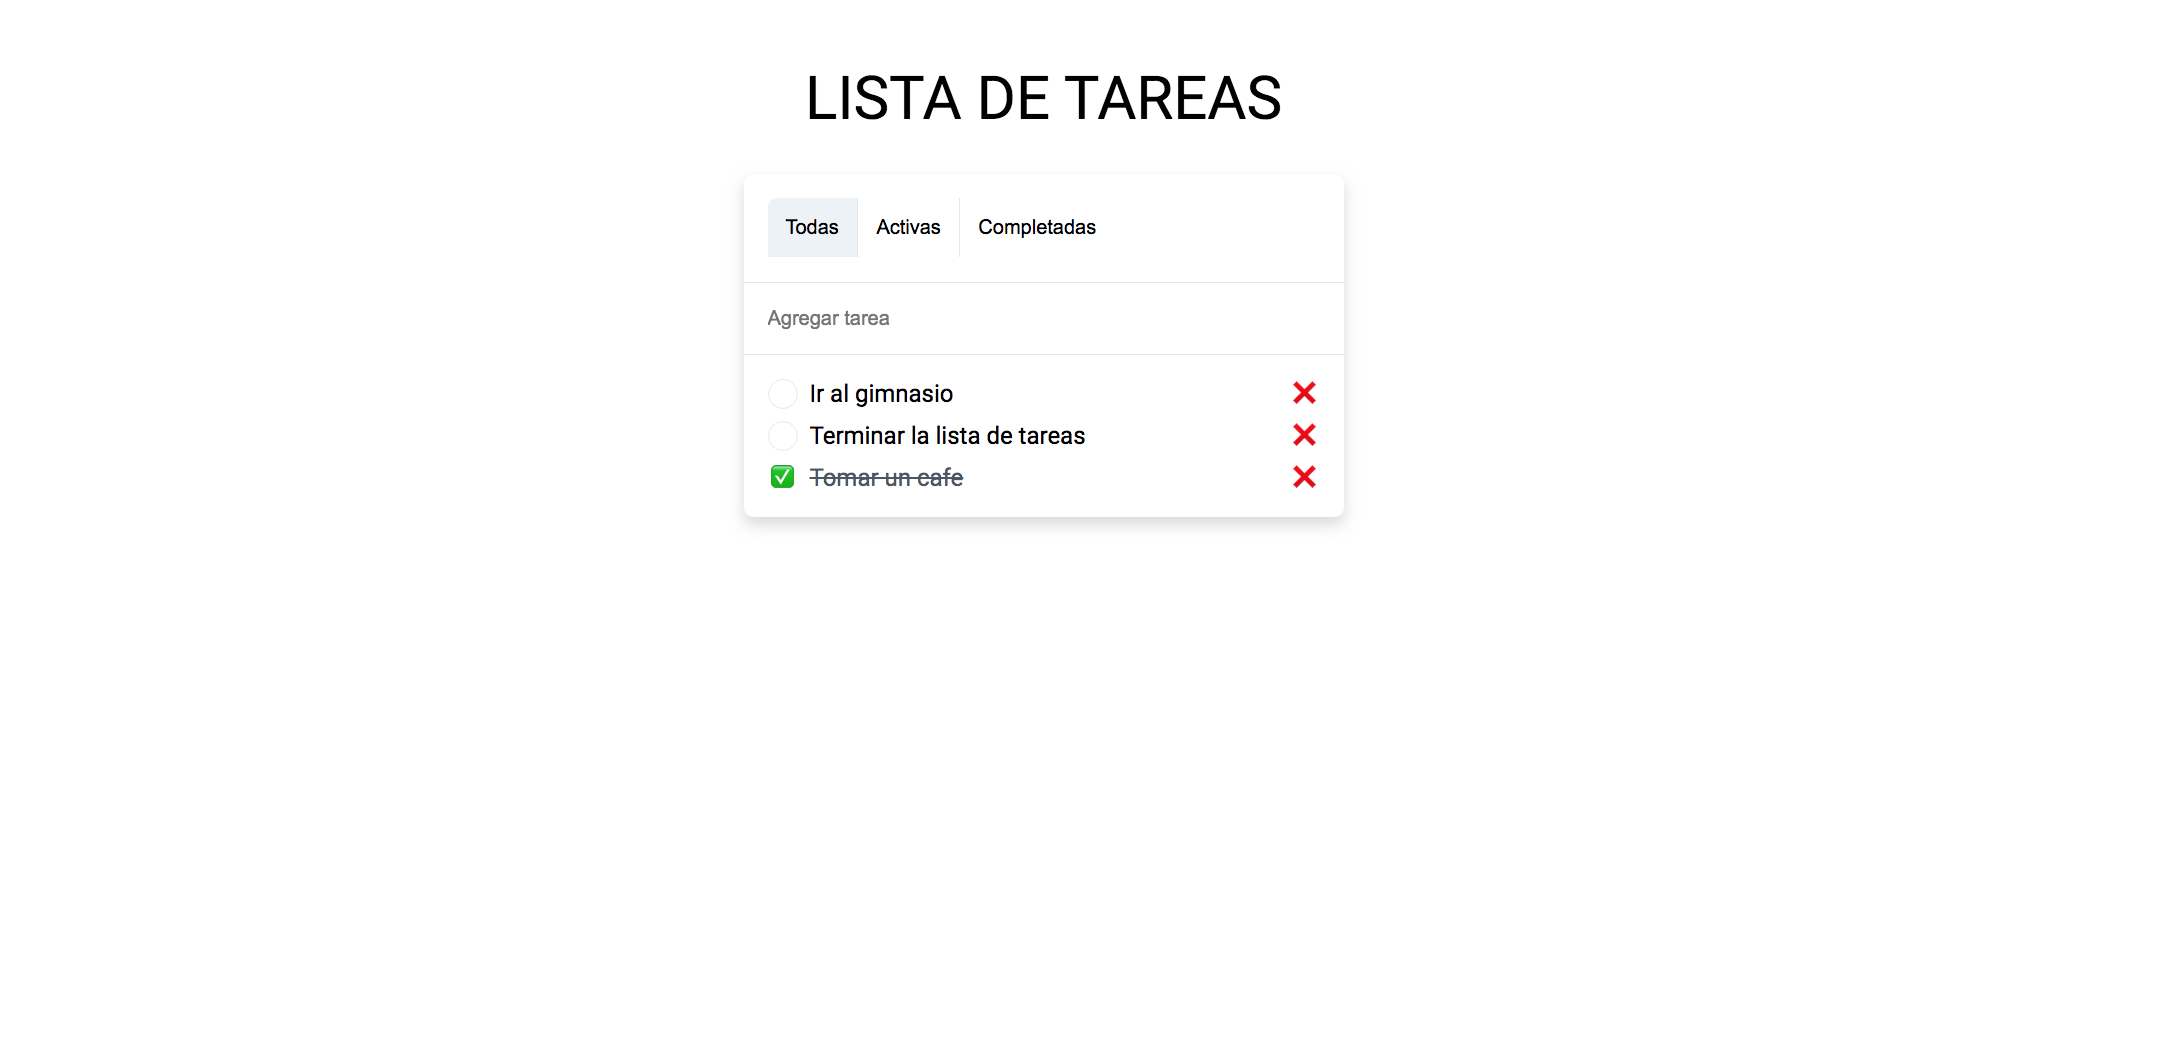 LISTA DE TAREAS
Todas Activas Completadas
Agregar tarea
Ir al gimnasio
Terminar la lista de tareas
Tomar un cafe